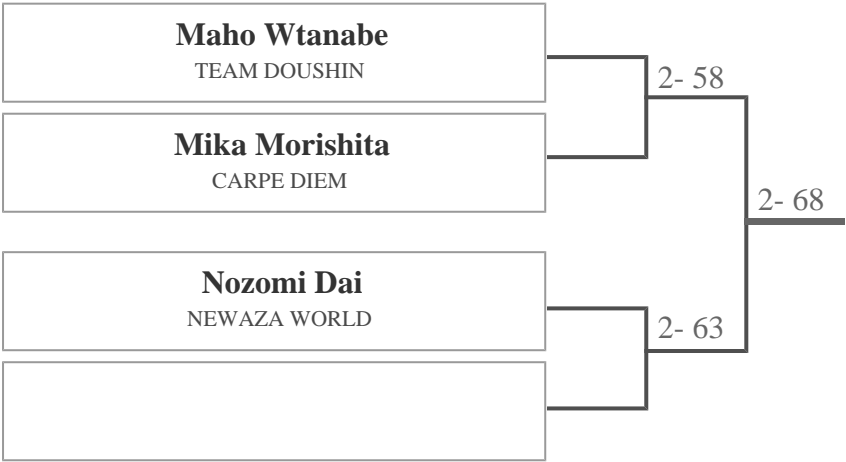 Maho Wtanabe
TEAM DOUSHIN
2- 58
Mika Morishita
CARPE DIEM
2- 68
Nozomi Dai
NEWAZA WORLD
2- 63